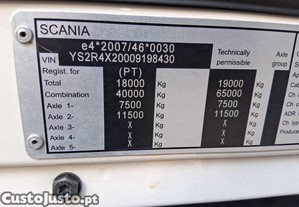 SCANIA
e4*2007/46*0030
VIN YS2R4X20009198430
Regist. for (PT) Technically permissible Axle group
Total 18000 Kg 19000 Kg
Combination 40000 Kg 65000 Kg
Axle 1- 7500 Kg 7500 Kg
Axle 2- 11500 Kg 11500 Kg
Axle 3- X Kg X Kg
Axle 4- X Kg X Kg
Axle 5- X Kg X Kg
CustoJusto.pt